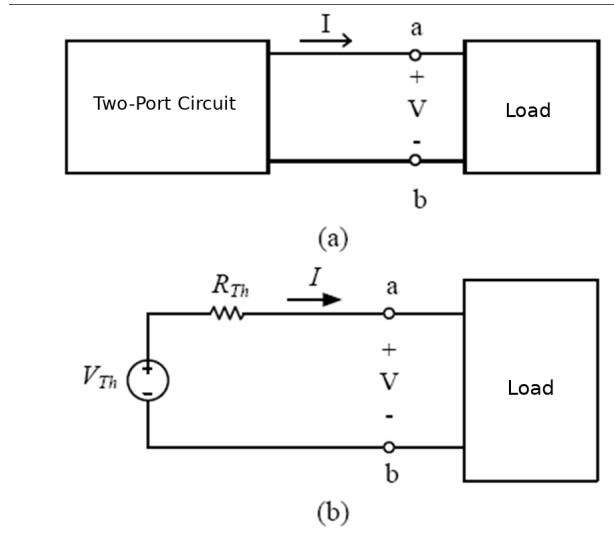 I
a
+
Two-Port Circuit
V
Load
-
b
(a)
R_Th
I
a
+
V_Th
+
-
V
Load
-
b
(b)